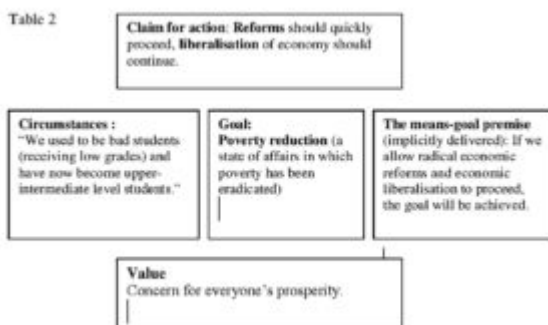 Table 2
Claim for action: Reforms should quickly
proceed, liberalisation of economy should
continue.
Circumstances :
"We used to be bad students
(receiving low grades) and
have now become upper-
intermediate level students."
Goal:
Poverty reduction (a
state of affairs in which
poverty has been
eradicated)
The means-goal premise
(implicitly delivered): If we
allow radical economic
reforms and economic
liberalisation to proceed,
the goal will be achieved.
Value
Concern for everyone's prosperity.